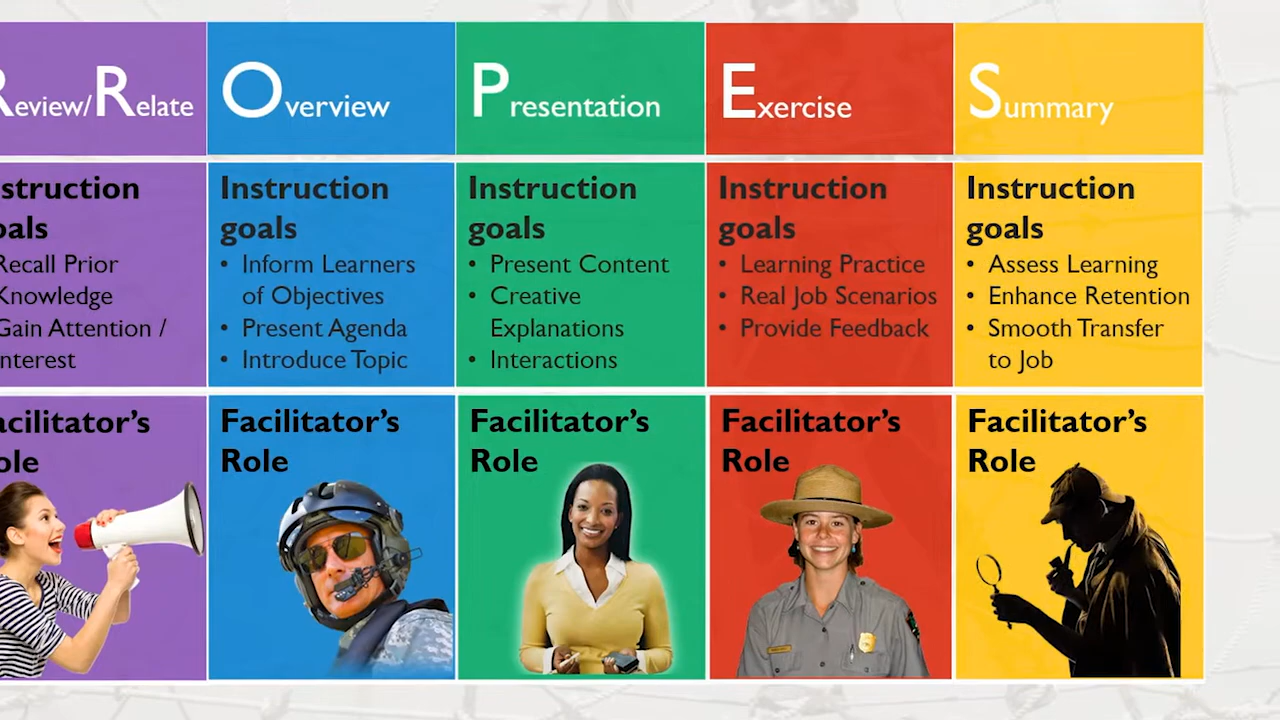 Review/Relate
Overview
Presentation
Exercise
Summary
struction
oals
Recall Prior
Knowledge
Gain Attention /
nterest
Instruction
goals
• Inform Learners
of Objectives
• Present Agenda
• Introduce Topic
Instruction
goals
• Present Content
• Creative
Explanations
• Interactions
Instruction
goals
• Learning Practice
• Real Job Scenarios
• Provide Feedback
Instruction
goals
• Assess Learning
• Enhance Retention
• Smooth Transfer
to Job
acilitator's
ole
Facilitator's
Role
Facilitator's
Role
Facilitator's
Role
Facilitator's
Role